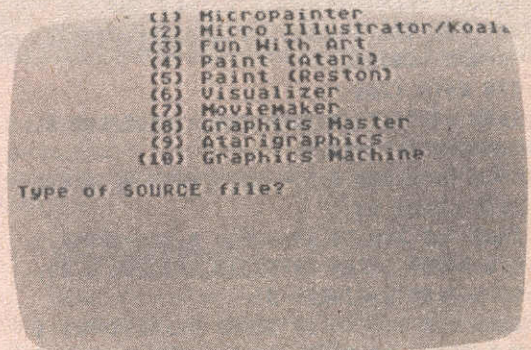 (1) Micropainter
(2) Micro Illustrator/Koala
(3) Fun With Art
(4) Paint (Atari)
(5) Paint (Reston)
(6) Visualizer
(7) MovieMaker
(8) Graphics Master
(9) Atarigraphics
(10) Graphics Machine
Type of SOURCE file?